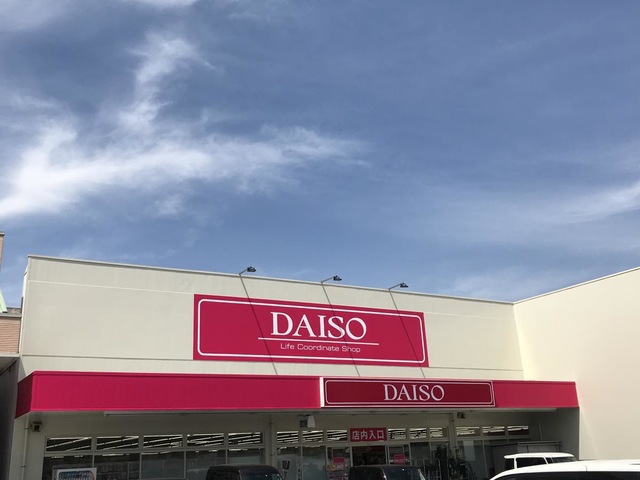 DAISO
Life Coordinate Shop
DAISO
店内入口